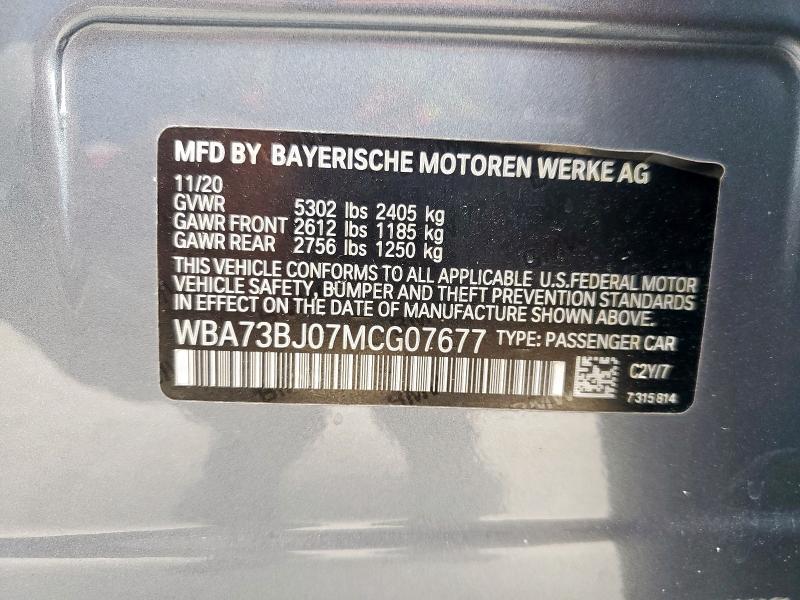 MFD BY BAYERISCHE MOTOREN WERKE AG
11/20
GVWR 5302 lbs 2405 kg
GAWR FRONT 2612 lbs 1185 kg
GAWR REAR 2756 lbs 1250 kg
THIS VEHICLE CONFORMS TO ALL APPLICABLE U.S.FEDERAL MOTOR
VEHICLE SAFETY, BUMPER AND THEFT PREVENTION STANDARDS
IN EFFECT ON THE DATE OF MANUFACTURE SHOWN ABOVE.
WBA73BJ07MCG07677 TYPE: PASSENGER CAR
C2Y/7
7315814